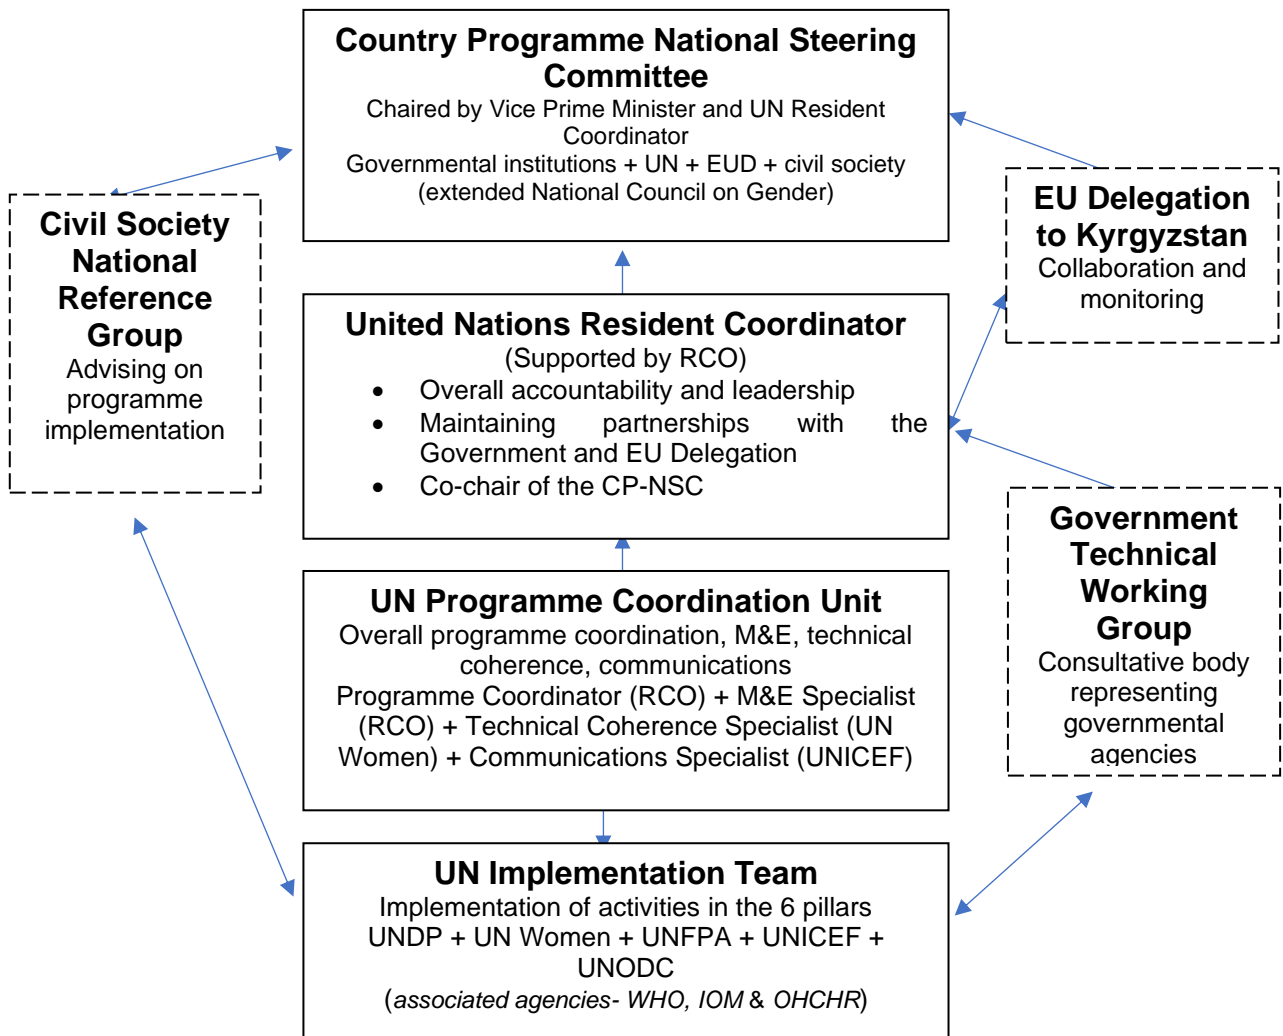 Country Programme National Steering
Committee
Chaired by Vice Prime Minister and UN Resident
Coordinator
Governmental institutions + UN + EUD + civil society
(extended National Council on Gender)
Civil Society
National
Reference
Group
Advising on
programme
implementation
EU Delegation
to Kyrgyzstan
Collaboration and
monitoring
United Nations Resident Coordinator
(Supported by RCO)
• Overall accountability and leadership
• Maintaining partnerships with the
Government and EU Delegation
• Co-chair of the CP-NSC
Government
Technical
Working
Group
Consultative body
representing
governmental
agencies
UN Programme Coordination Unit
Overall programme coordination, M&E, technical
coherence, communications
Programme Coordinator (RCO) + M&E Specialist
(RCO) + Technical Coherence Specialist (UN
Women) + Communications Specialist (UNICEF)
UN Implementation Team
Implementation of activities in the 6 pillars
UNDP + UN Women + UNFPA + UNICEF +
UNODC
(associated agencies- WHO, IOM & OHCHR)